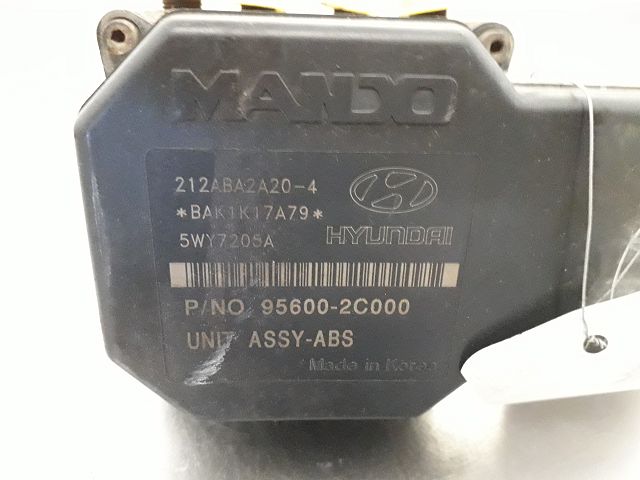 MANDO
212ABA2A20-4
*BAK1K17A79*
5WY7205A
HYUNDAI
P/NO 95600-2C000
UNIT ASSY-ABS
Made in Korea